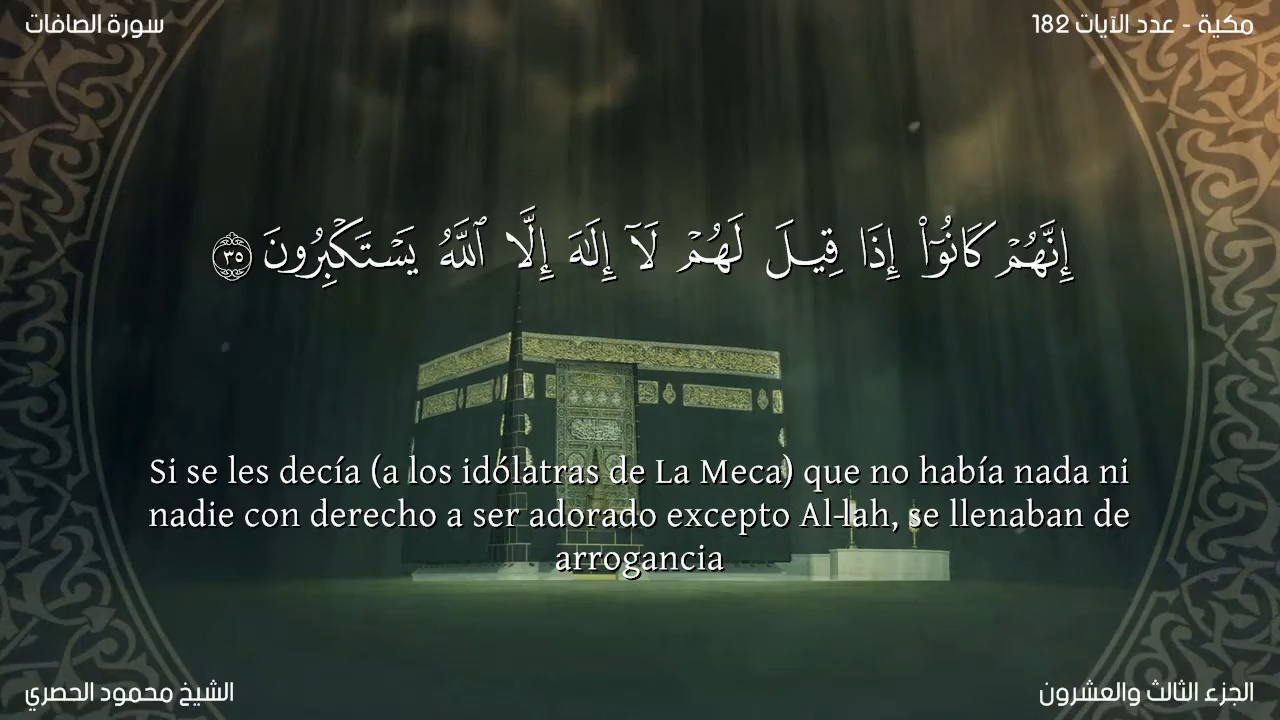 سورة الصافات
مكية - عدد الآيات 182
إِنَّهُمْ كَانُوٓا۟ إِذَا قِيلَ لَهُمْ لَآ إِلَٰهَ إِلَّا ٱللَّهُ يَسْتَكْبِرُونَ ٣٥
Si se les decía (a los idólatras de La Meca) que no había nada ni
nadie con derecho a ser adorado excepto Al-lah, se llenaban de
arrogancia
الشيخ محمود الحصري
الجزء الثالث والعشرون